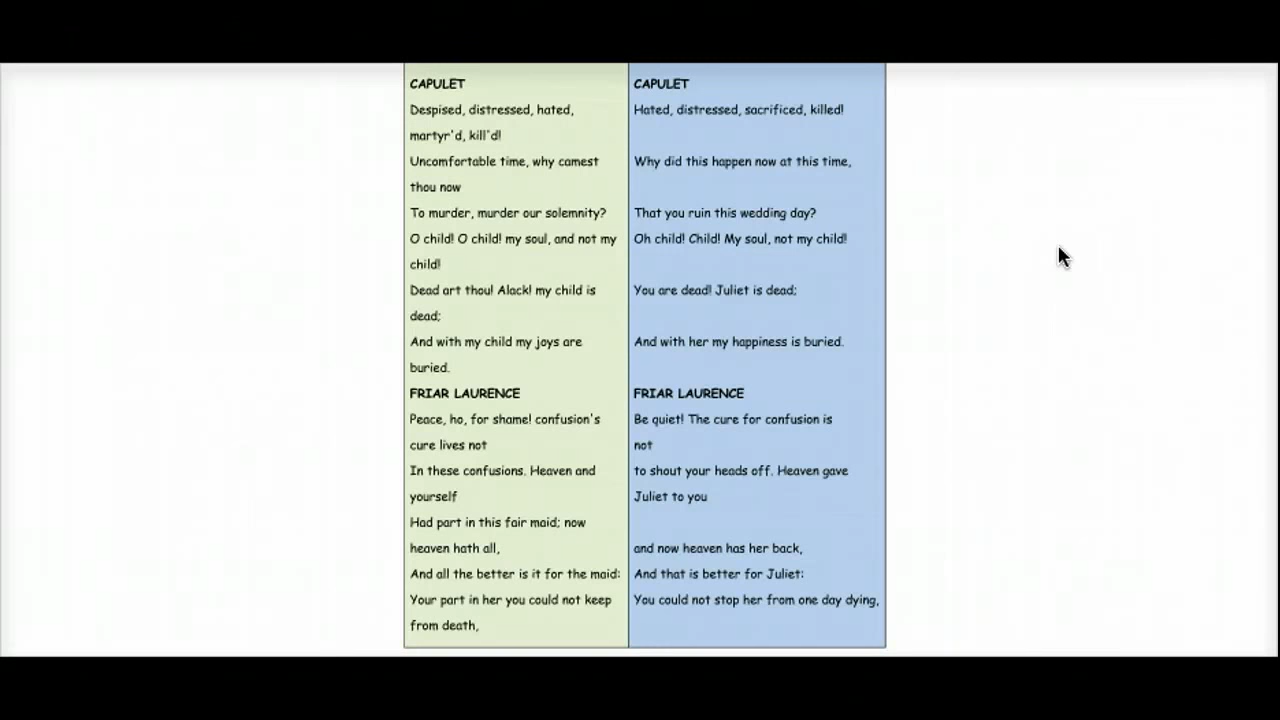 CAPULET
Despised, distressed, hated,
martyr'd, kill'd!
Uncomfortable time, why camest
thou now
To murder, murder our solemnity?
O child! O child! my soul, and not my
child!
Dead art thou! Alack! my child is
dead;
And with my child my joys are
buried.
FRIAR LAURENCE
Peace, ho, for shame! confusion's
cure lives not
In these confusions. Heaven and
yourself
Had part in this fair maid; now
heaven hath all,
And all the better is it for the maid:
Your part in her you could not keep
from death,
CAPULET
Hated, distressed, sacrificed, killed!
Why did this happen now at this time,
That you ruin this wedding day?
Oh child! Child! My soul, not my child!
You are dead! Juliet is dead;
And with her my happiness is buried.
FRIAR LAURENCE
Be quiet! The cure for confusion is
not
to shout your heads off. Heaven gave
Juliet to you
and now heaven has her back,
And that is better for Juliet:
You could not stop her from one day dying,